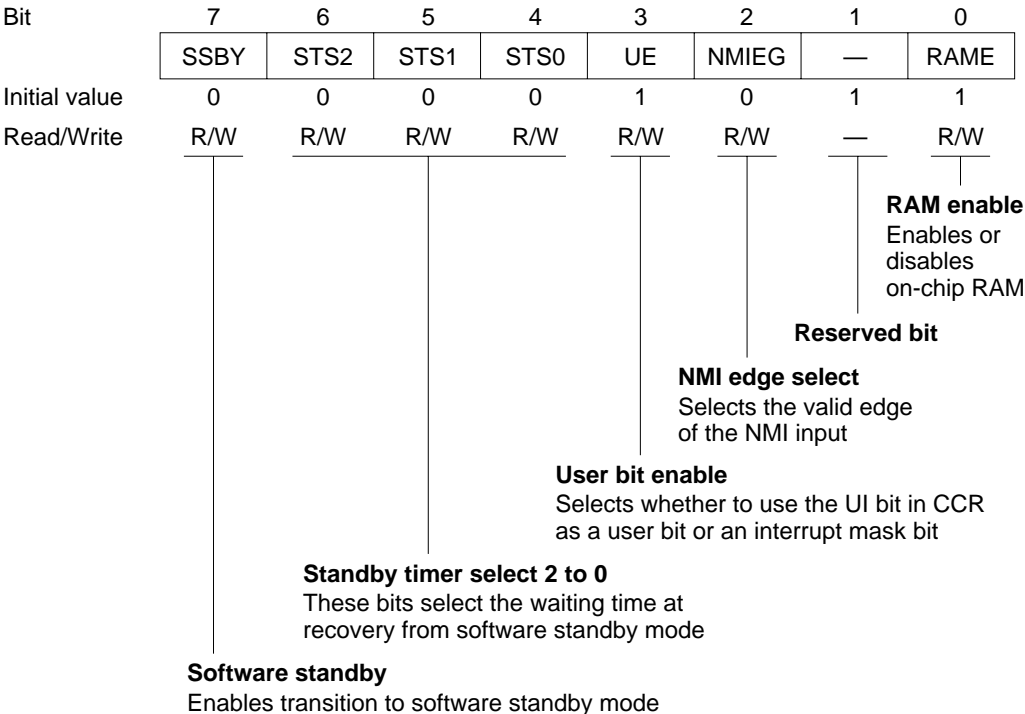 Bit 7 6 5 4 3 2 1 0
SSBY STS2 STS1 STS0 UE NMIEG — RAME
Initial value 0 0 0 0 1 0 1 1
Read/Write R/W R/W R/W R/W R/W R/W — R/W
RAM enable
Enables or
disables
on-chip RAM
Reserved bit
NMI edge select
Selects the valid edge
of the NMI input
User bit enable
Selects whether to use the UI bit in CCR
as a user bit or an interrupt mask bit
Standby timer select 2 to 0
These bits select the waiting time at
recovery from software standby mode
Software standby
Enables transition to software standby mode